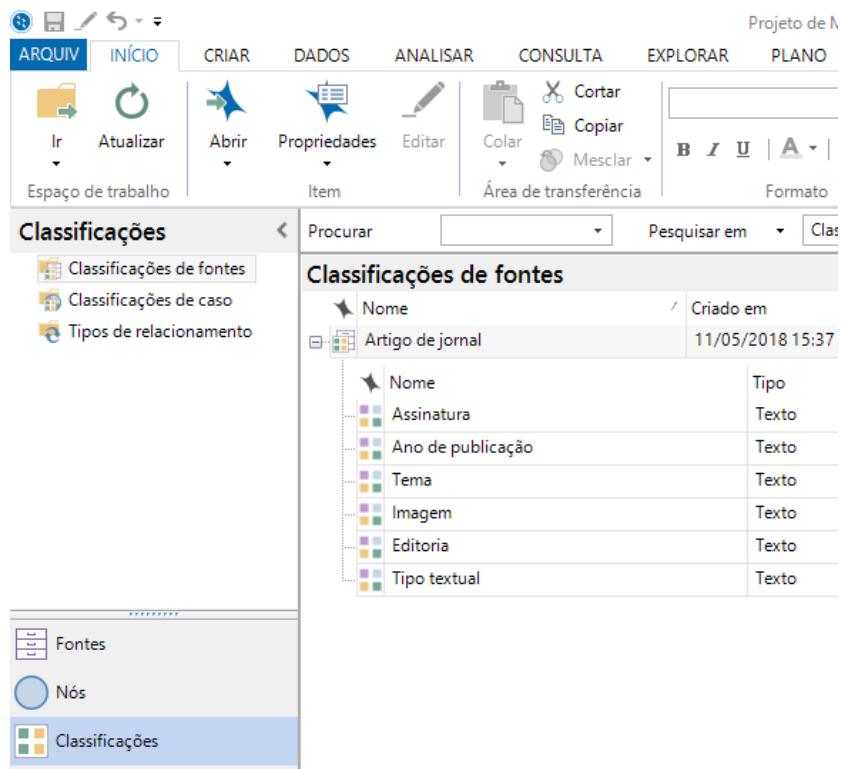 Projeto de M
ARQUIV INÍCIO CRIAR DADOS ANALISAR CONSULTA EXPLORAR PLANO
Ir Atualizar Abrir Propriedades Editar Colar Cortar
Copiar
Mesclar
B I U A
Espaço de trabalho Item Área de transferência Formato
Classificações
Classificações de fontes
Classificações de caso
Tipos de relacionamento
Procurar Pesquisar em Clas
Classificações de fontes
Nome Criado em
Artigo de jornal 11/05/2018 15:37
Nome Tipo
Assinatura Texto
Ano de publicação Texto
Tema Texto
Imagem Texto
Editoria Texto
Tipo textual Texto
Fontes
Nós
Classificações